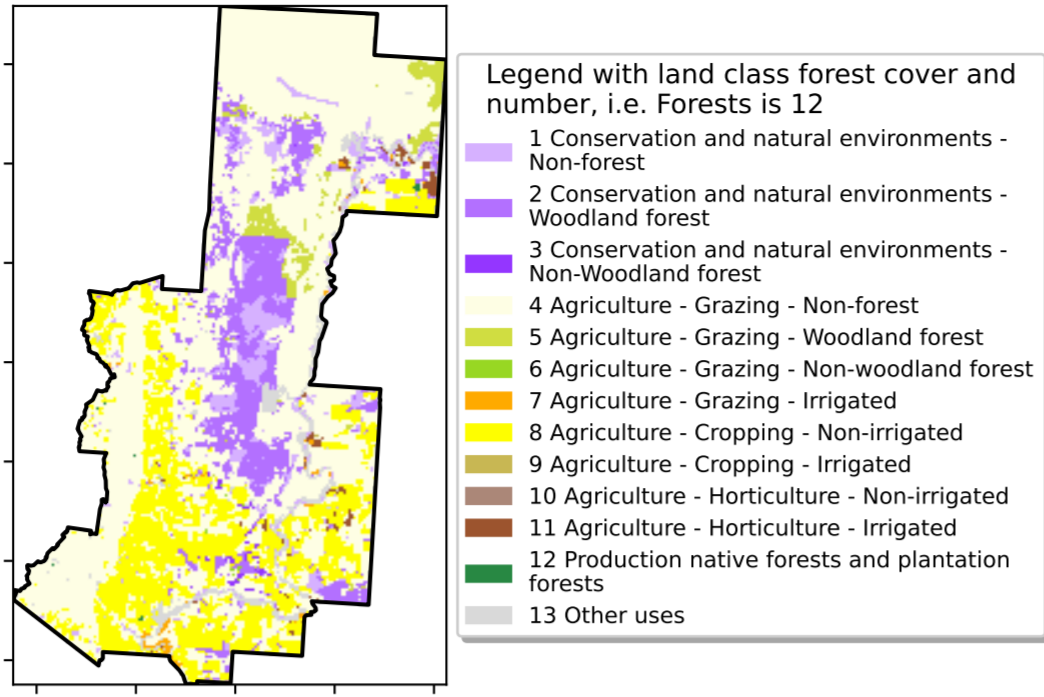 Legend with land class forest cover and
number, i.e. Forests is 12
1 Conservation and natural environments -
Non-forest
2 Conservation and natural environments -
Woodland forest
3 Conservation and natural environments -
Non-Woodland forest
4 Agriculture - Grazing - Non-forest
5 Agriculture - Grazing - Woodland forest
6 Agriculture - Grazing - Non-woodland forest
7 Agriculture - Grazing - Irrigated
8 Agriculture - Cropping - Non-irrigated
9 Agriculture - Cropping - Irrigated
10 Agriculture - Horticulture - Non-irrigated
11 Agriculture - Horticulture - Irrigated
12 Production native forests and plantation
forests
13 Other uses